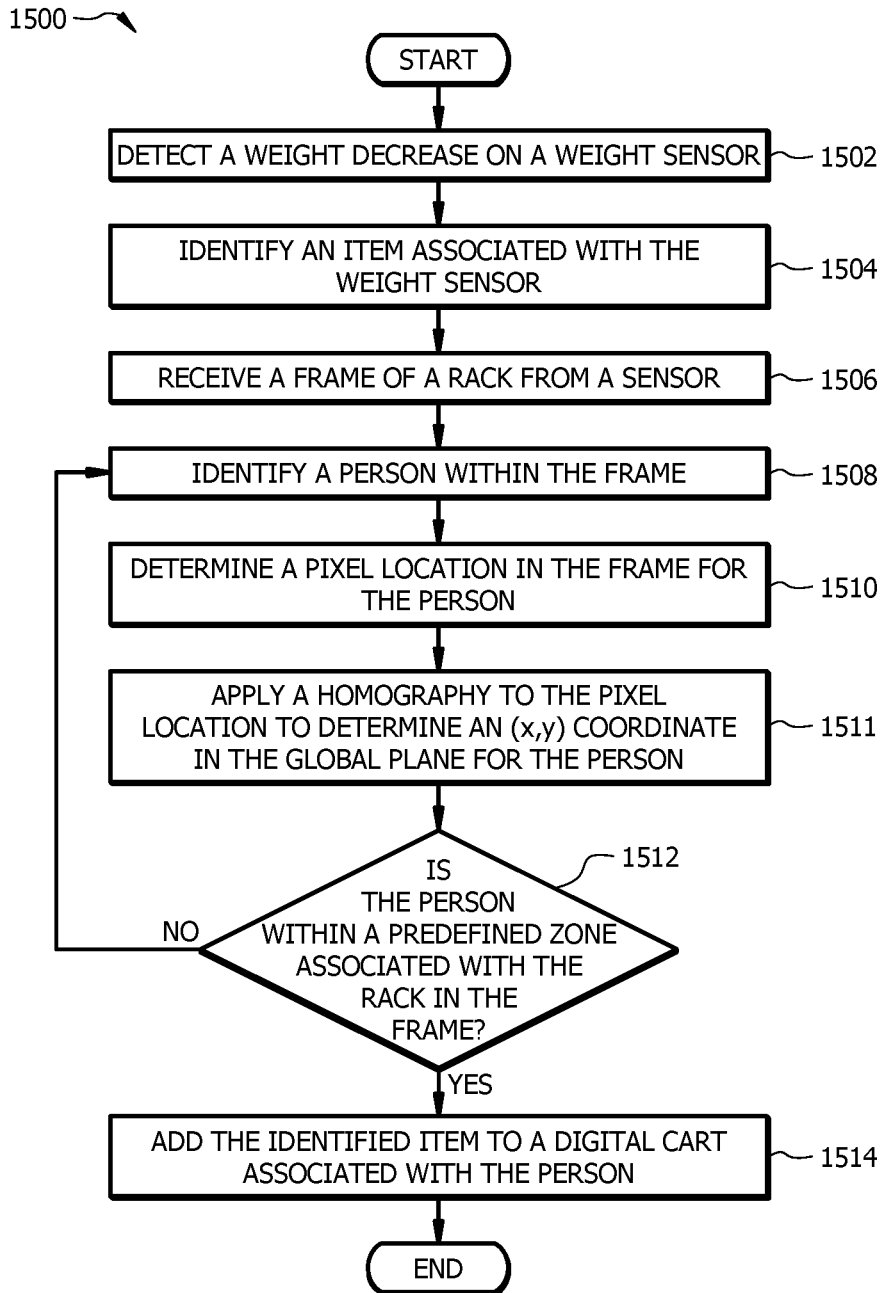 1500
START
DETECT A WEIGHT DECREASE ON A WEIGHT SENSOR
1502
IDENTIFY AN ITEM ASSOCIATED WITH THE
WEIGHT SENSOR
1504
RECEIVE A FRAME OF A RACK FROM A SENSOR
1506
IDENTIFY A PERSON WITHIN THE FRAME
1508
DETERMINE A PIXEL LOCATION IN THE FRAME FOR
THE PERSON
1510
APPLY A HOMOGRAPHY TO THE PIXEL
LOCATION TO DETERMINE AN (x,y) COORDINATE
IN THE GLOBAL PLANE FOR THE PERSON
1511
IS
THE PERSON
WITHIN A PREDEFINED ZONE
ASSOCIATED WITH THE
RACK IN THE
FRAME?
1512
NO
YES
ADD THE IDENTIFIED ITEM TO A DIGITAL CART
ASSOCIATED WITH THE PERSON
1514
END